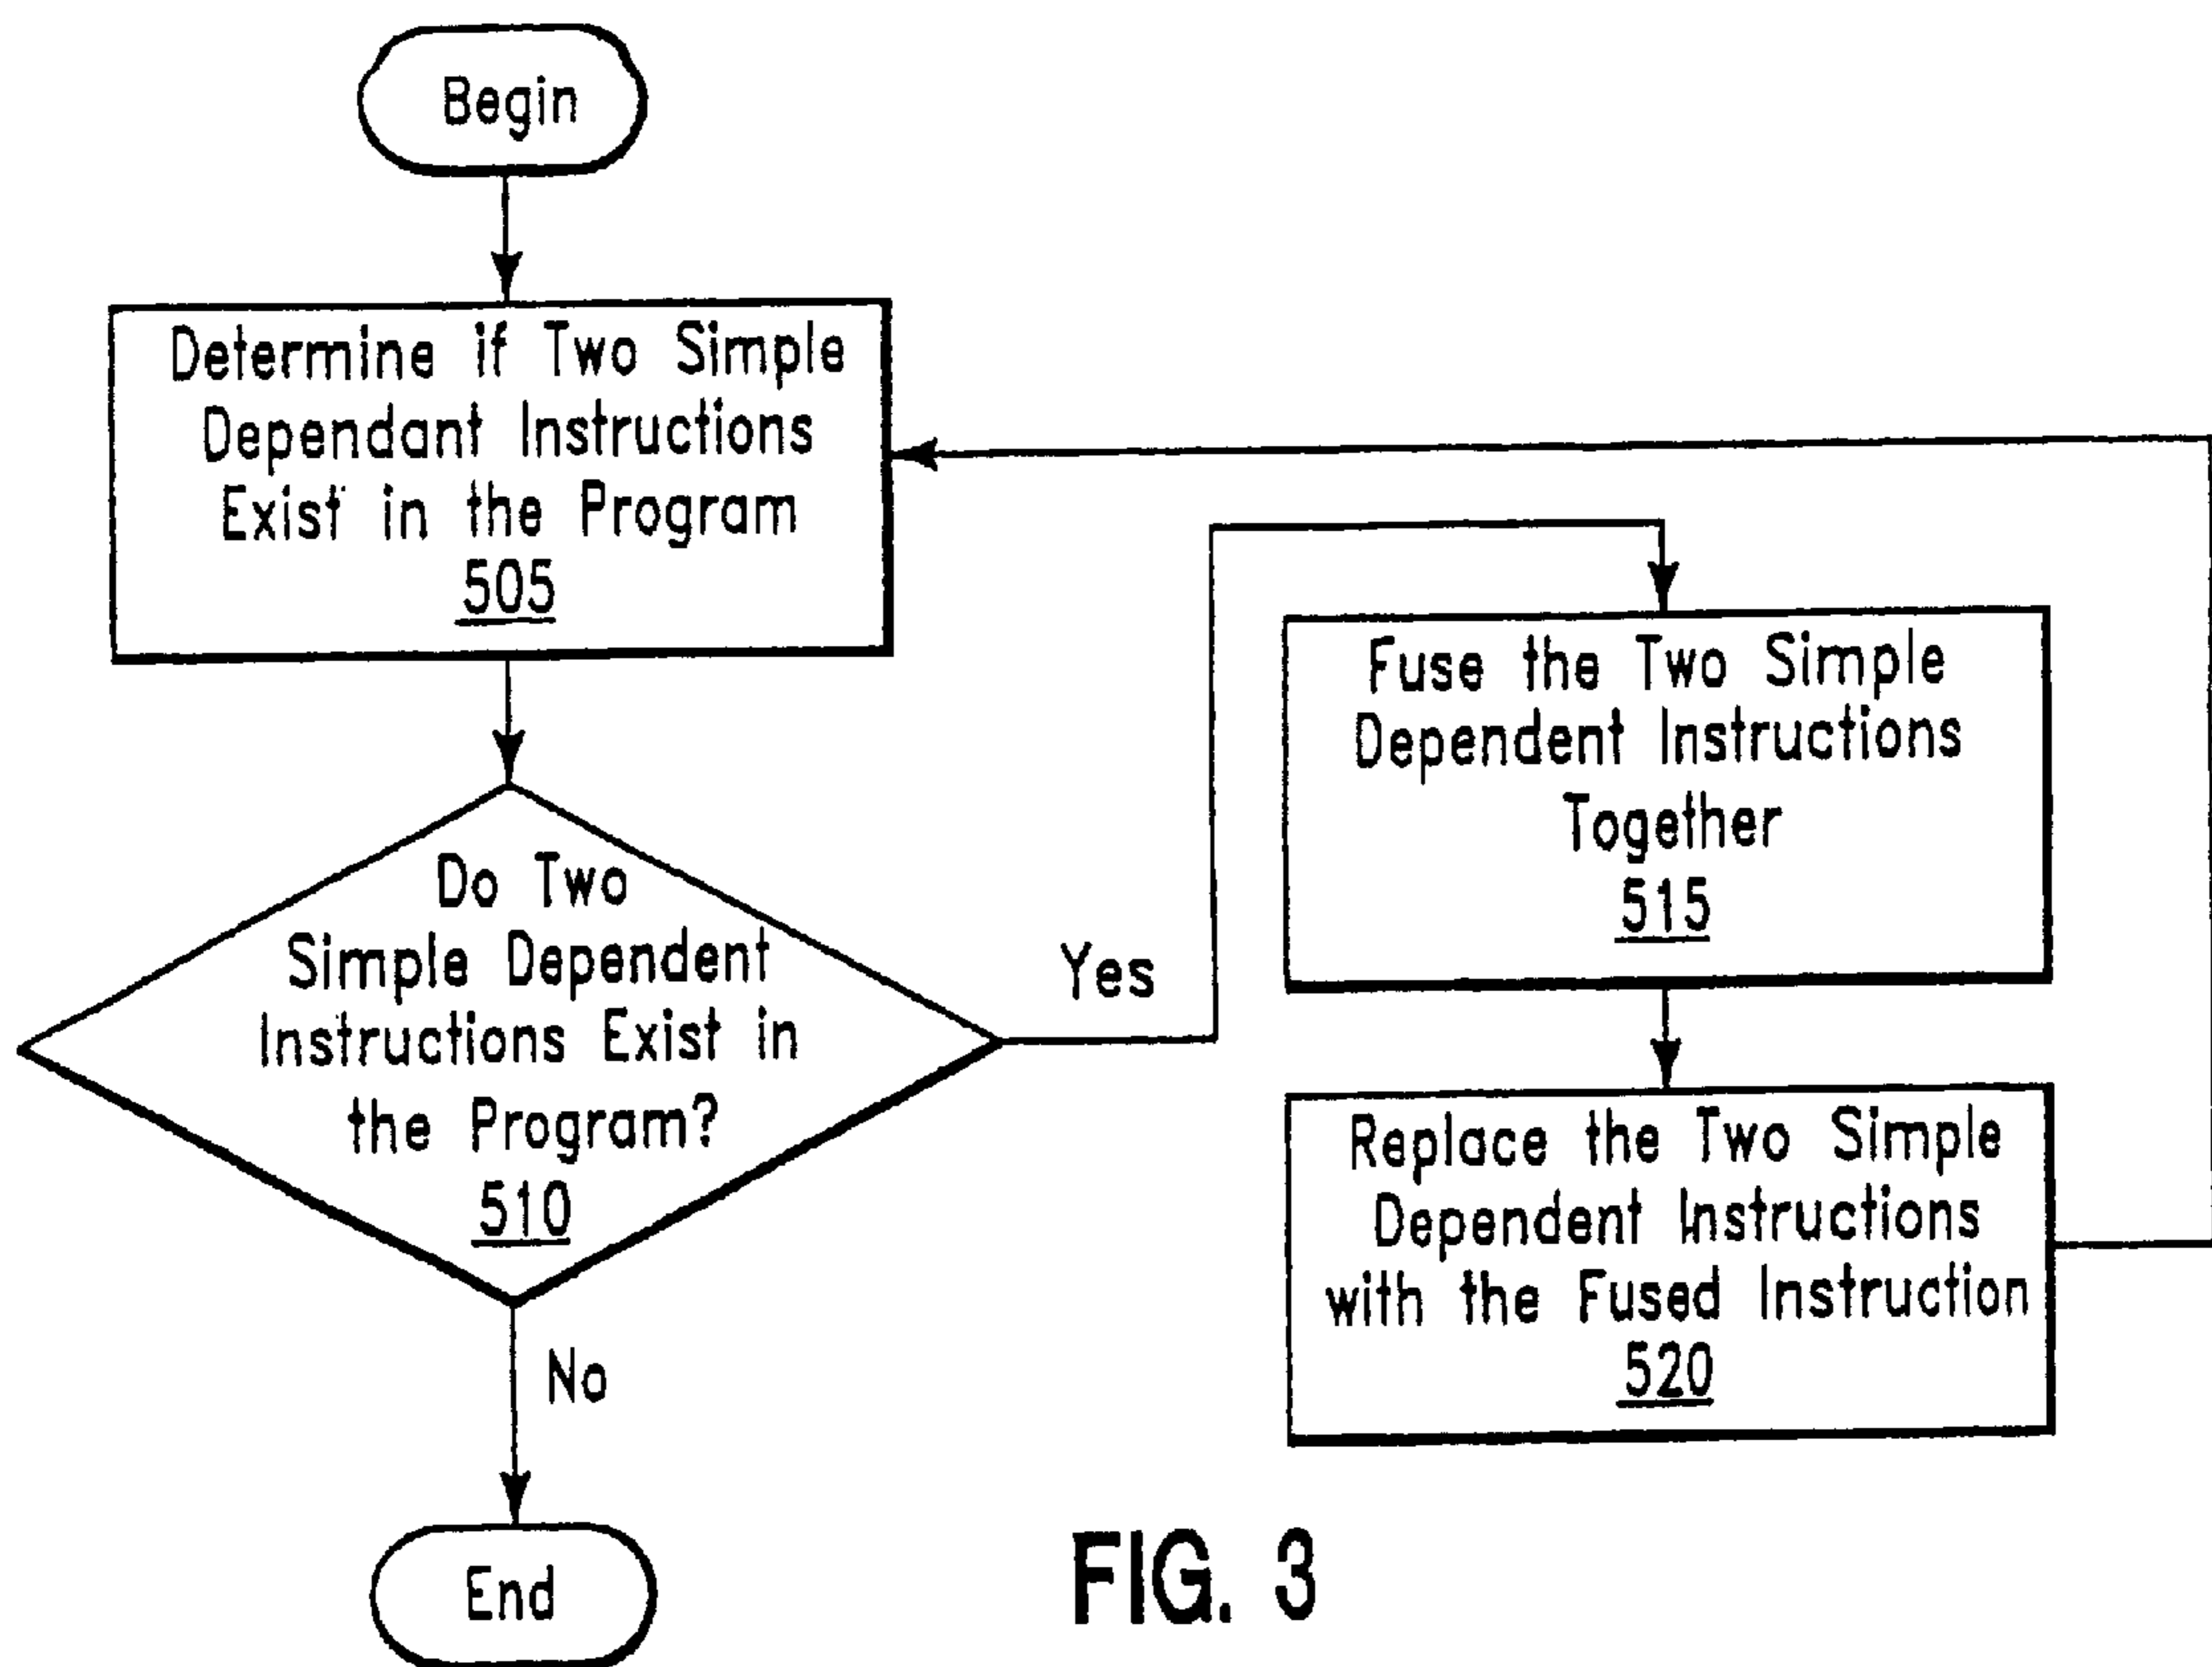 Begin
Determine if Two Simple
Dependant Instructions
Exist in the Program
505
Do Two
Simple Dependent
Instructions Exist in
the Program?
510
Yes
No
End
Fuse the Two Simple
Dependent Instructions
Together
515
Replace the Two Simple
Dependent Instructions
with the Fused Instruction
520
FIG. 3